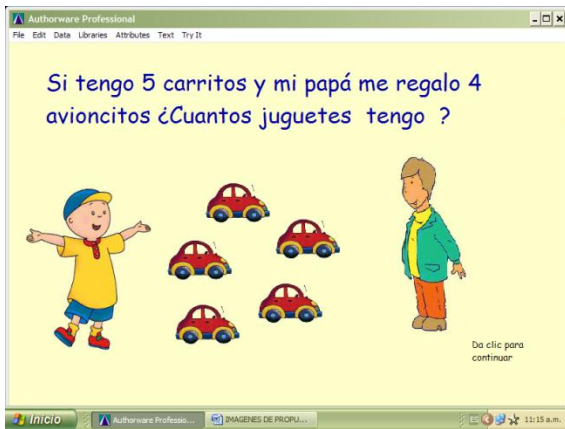 Authorware Professional
File Edit Data Libraries Attributes Text Try It
Si tengo 5 carritos y mi papá me regalo 4
avioncitos ¿Cuantos juguetes tengo ?
Da clic para
continuar
Inicio
Authorware Professio...
IMAGENES DE PROPU...
11:15 a.m.